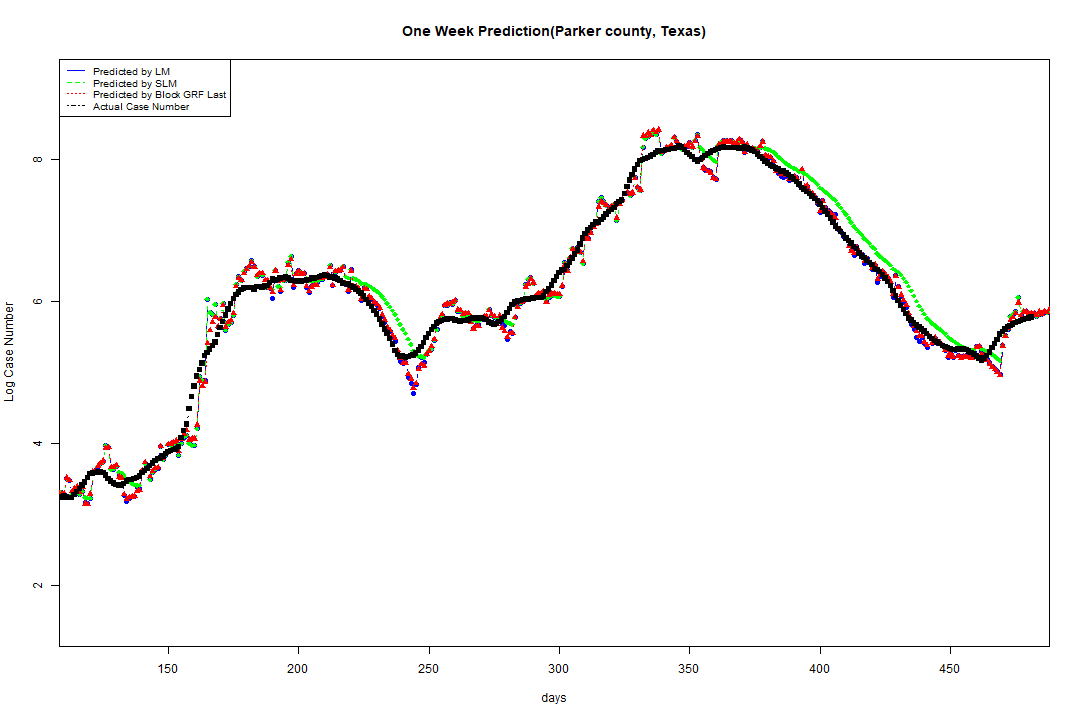 One Week Prediction(Parker county, Texas)
Predicted by LM
Predicted by SLM
Predicted by Block GRF Last
Actual Case Number
8
6
4
2
Log Case Number
150 200 250 300 350 400 450
days